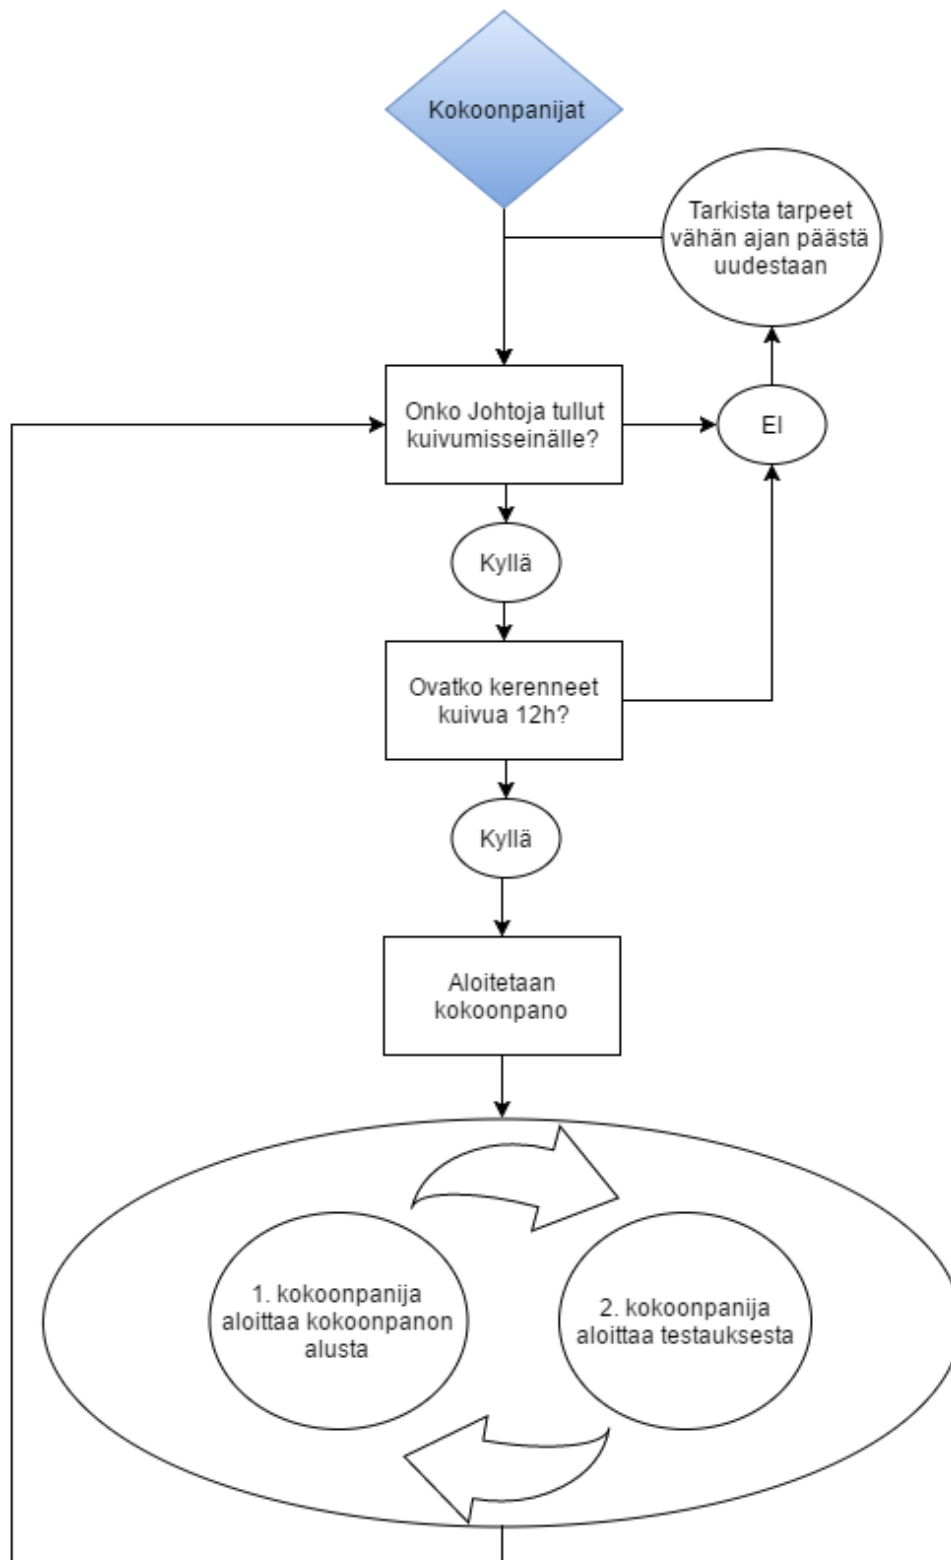 Kokoonpanijat
Tarkista tarpeet
vähän ajan päästä
uudestaan
Onko Johtoja tullut
kuivumisseinälle?
EI
Kyllä
Ovatko kerenneet
kuivua 12h?
Kyllä
Aloitetaan
kokoonpano
1. kokoonpanija
aloittaa kokoonpanon
alusta
2. kokoonpanija
aloittaa testauksesta